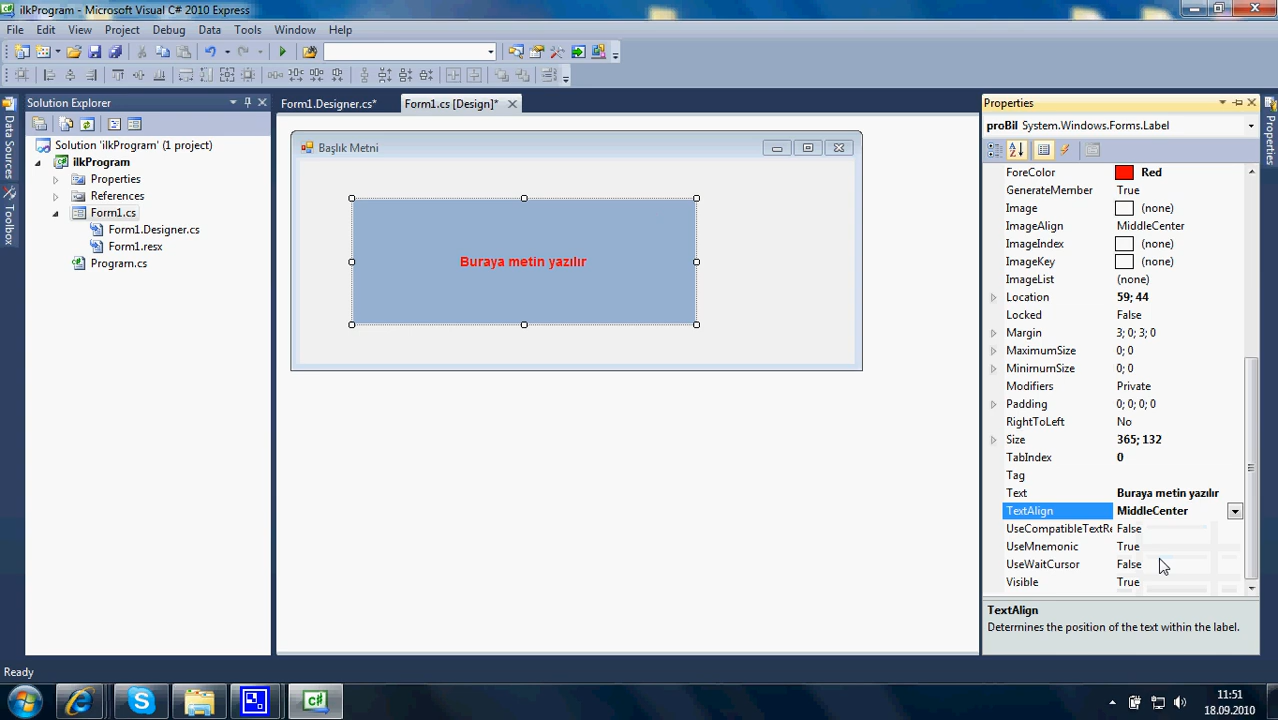 ilkProgram - Microsoft Visual C# 2010 Express
File Edit View Project Debug Data Tools Window Help
Solution Explorer
Data Sources
Toolbox
Solution 'ilkProgram' (1 project)
ilkProgram
Properties
References
Form1.cs
Form1.Designer.cs
Form1.resx
Program.cs
Form1.Designer.cs*
Form1.cs [Design]*
Başlık Metni
Buraya metin yazılır
Properties
proBil System.Windows.Forms.Label
ForeColor Red
GenerateMember True
Image (none)
ImageAlign MiddleCenter
ImageIndex (none)
ImageKey (none)
ImageList (none)
Location 59; 44
Locked False
Margin 3; 0; 3; 0
MaximumSize 0; 0
MinimumSize 0; 0
Modifiers Private
Padding 0; 0; 0; 0
RightToLeft No
Size 365; 132
TabIndex 0
Tag
Text Buraya metin yazılır
TextAlign MiddleCenter
UseCompatibleTextRe False
UseMnemonic True
UseWaitCursor False
Visible True
TextAlign
Determines the position of the text within the label.
Properties
Ready
11:51
18.09.2010